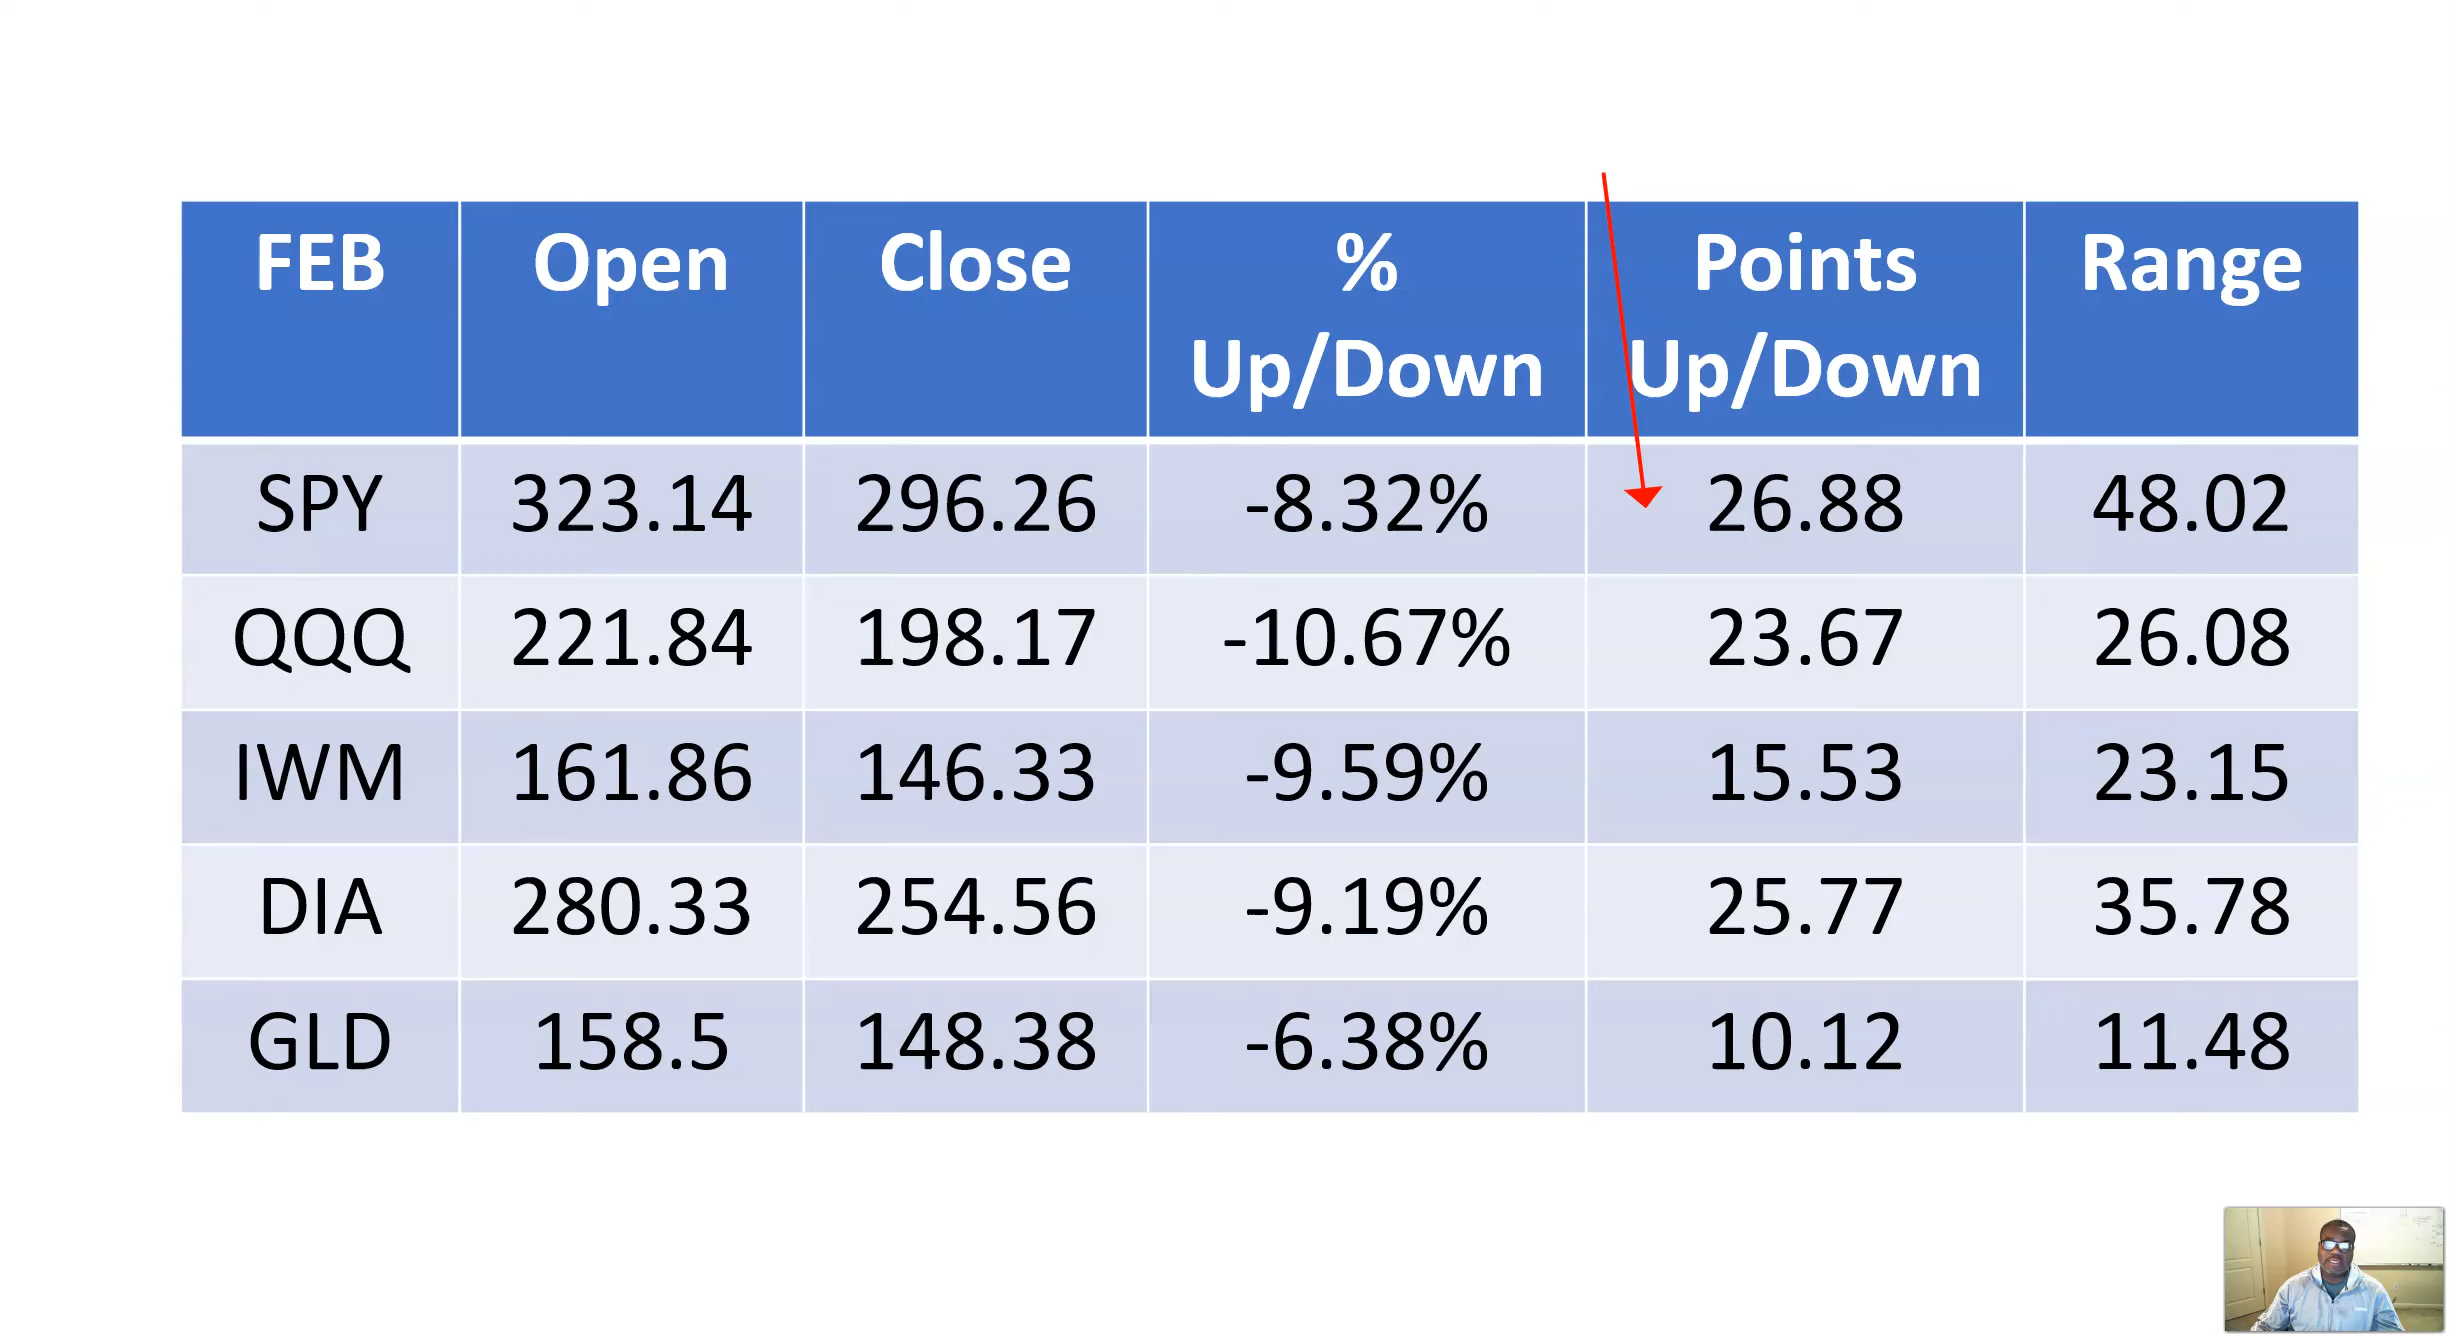 FEB Open Close % Points Range
Up/Down Up/Down
SPY 323.14 296.26 -8.32% 26.88 48.02
QQQ 221.84 198.17 -10.67% 23.67 26.08
IWM 161.86 146.33 -9.59% 15.53 23.15
DIA 280.33 254.56 -9.19% 25.77 35.78
GLD 158.5 148.38 -6.38% 10.12 11.48